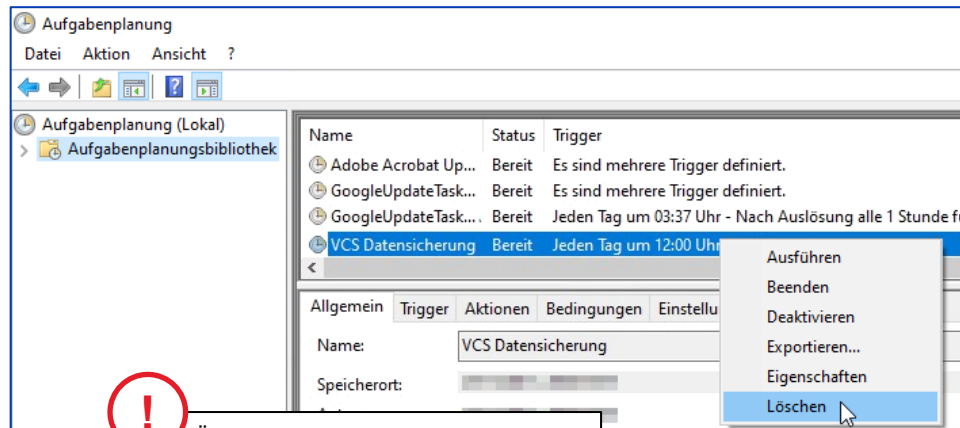 Aufgabenplanung
Datei Aktion Ansicht ?
Aufgabenplanung (Lokal)
Aufgabenplanungsbibliothek
Name Status Trigger
Adobe Acrobat Up... Bereit Es sind mehrere Trigger definiert.
GoogleUpdateTask... Bereit Es sind mehrere Trigger definiert.
GoogleUpdateTask... Bereit Jeden Tag um 03:37 Uhr - Nach Auslösung alle 1 Stunde f
VCS Datensicherung Bereit Jeden Tag um 12:00 Uhr
Ausführen
Beenden
Deaktivieren
Exportieren...
Eigenschaften
Löschen
Allgemein Trigger Aktionen Bedingungen Einstellu
Name: VCS Datensicherung
Speicherort:
!